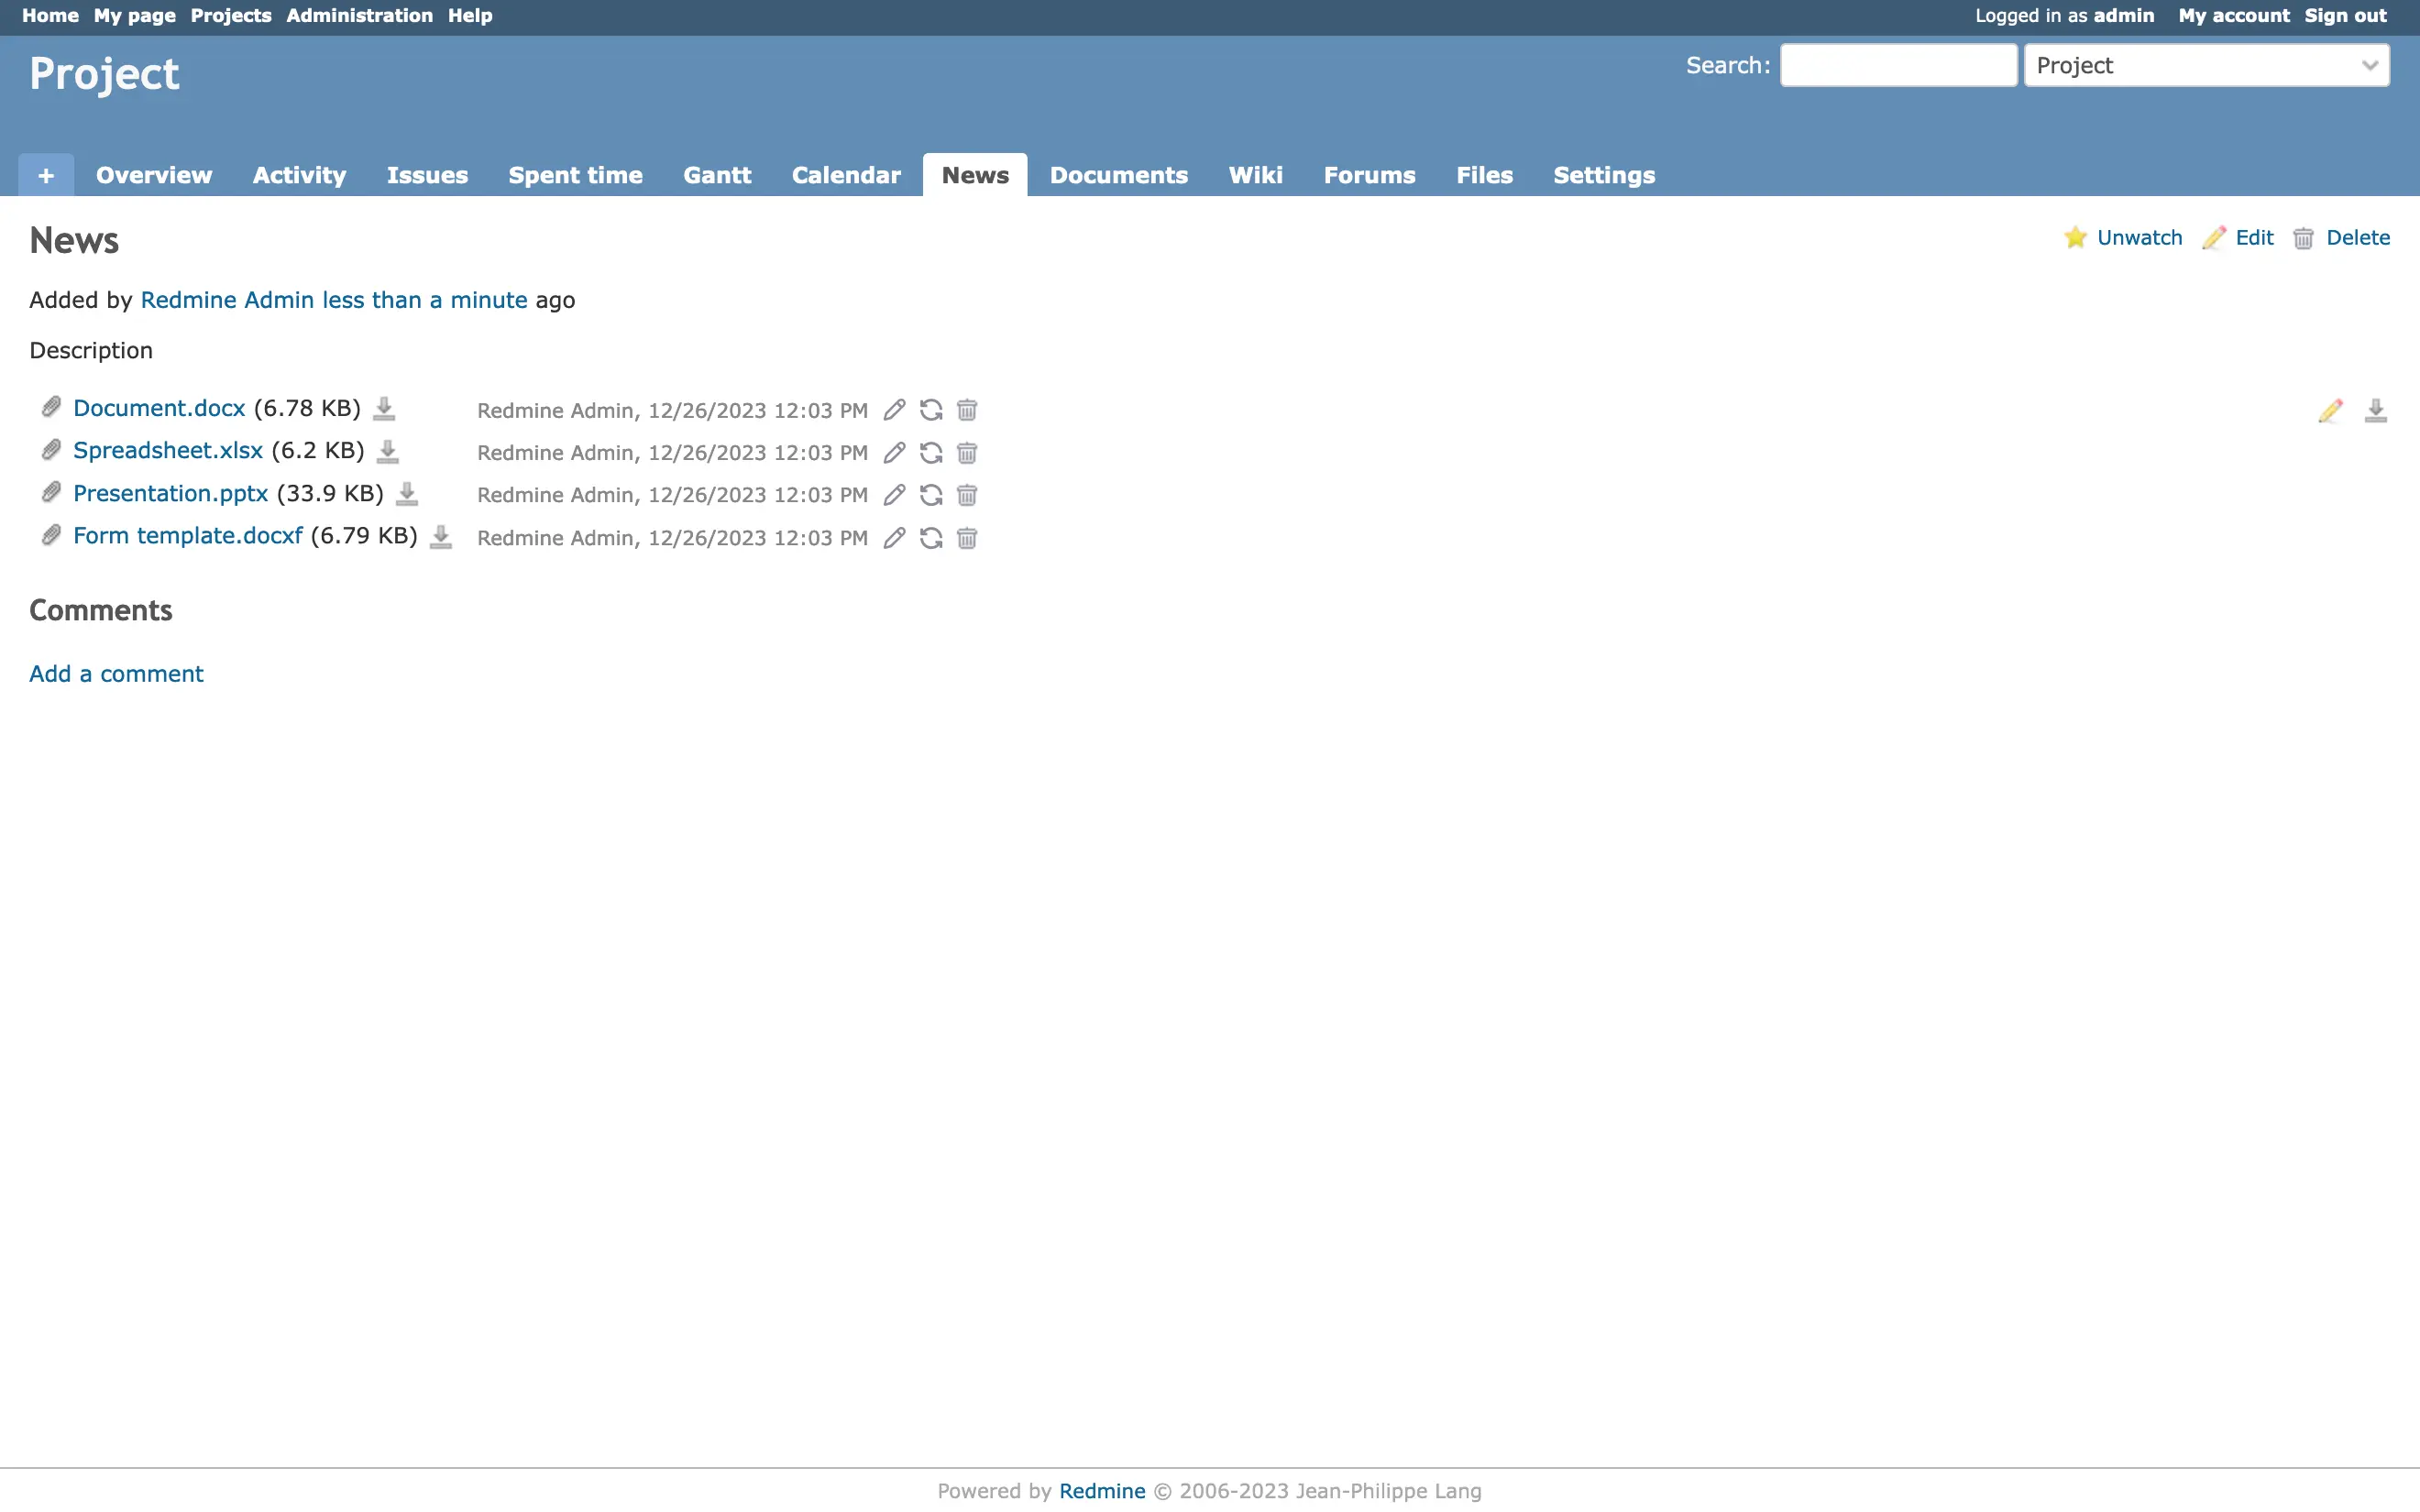 Home My page Projects Administration Help Logged in as admin My account Sign out
Project Search: Project
+ Overview Activity Issues Spent time Gantt Calendar News Documents Wiki Forums Files Settings
News Unwatch Edit Delete
Added by Redmine Admin less than a minute ago
Description
Document.docx (6.78 KB) Redmine Admin, 12/26/2023 12:03 PM
Spreadsheet.xlsx (6.2 KB) Redmine Admin, 12/26/2023 12:03 PM
Presentation.pptx (33.9 KB) Redmine Admin, 12/26/2023 12:03 PM
Form template.docxf (6.79 KB) Redmine Admin, 12/26/2023 12:03 PM
Comments
Add a comment
Powered by Redmine © 2006-2023 Jean-Philippe Lang